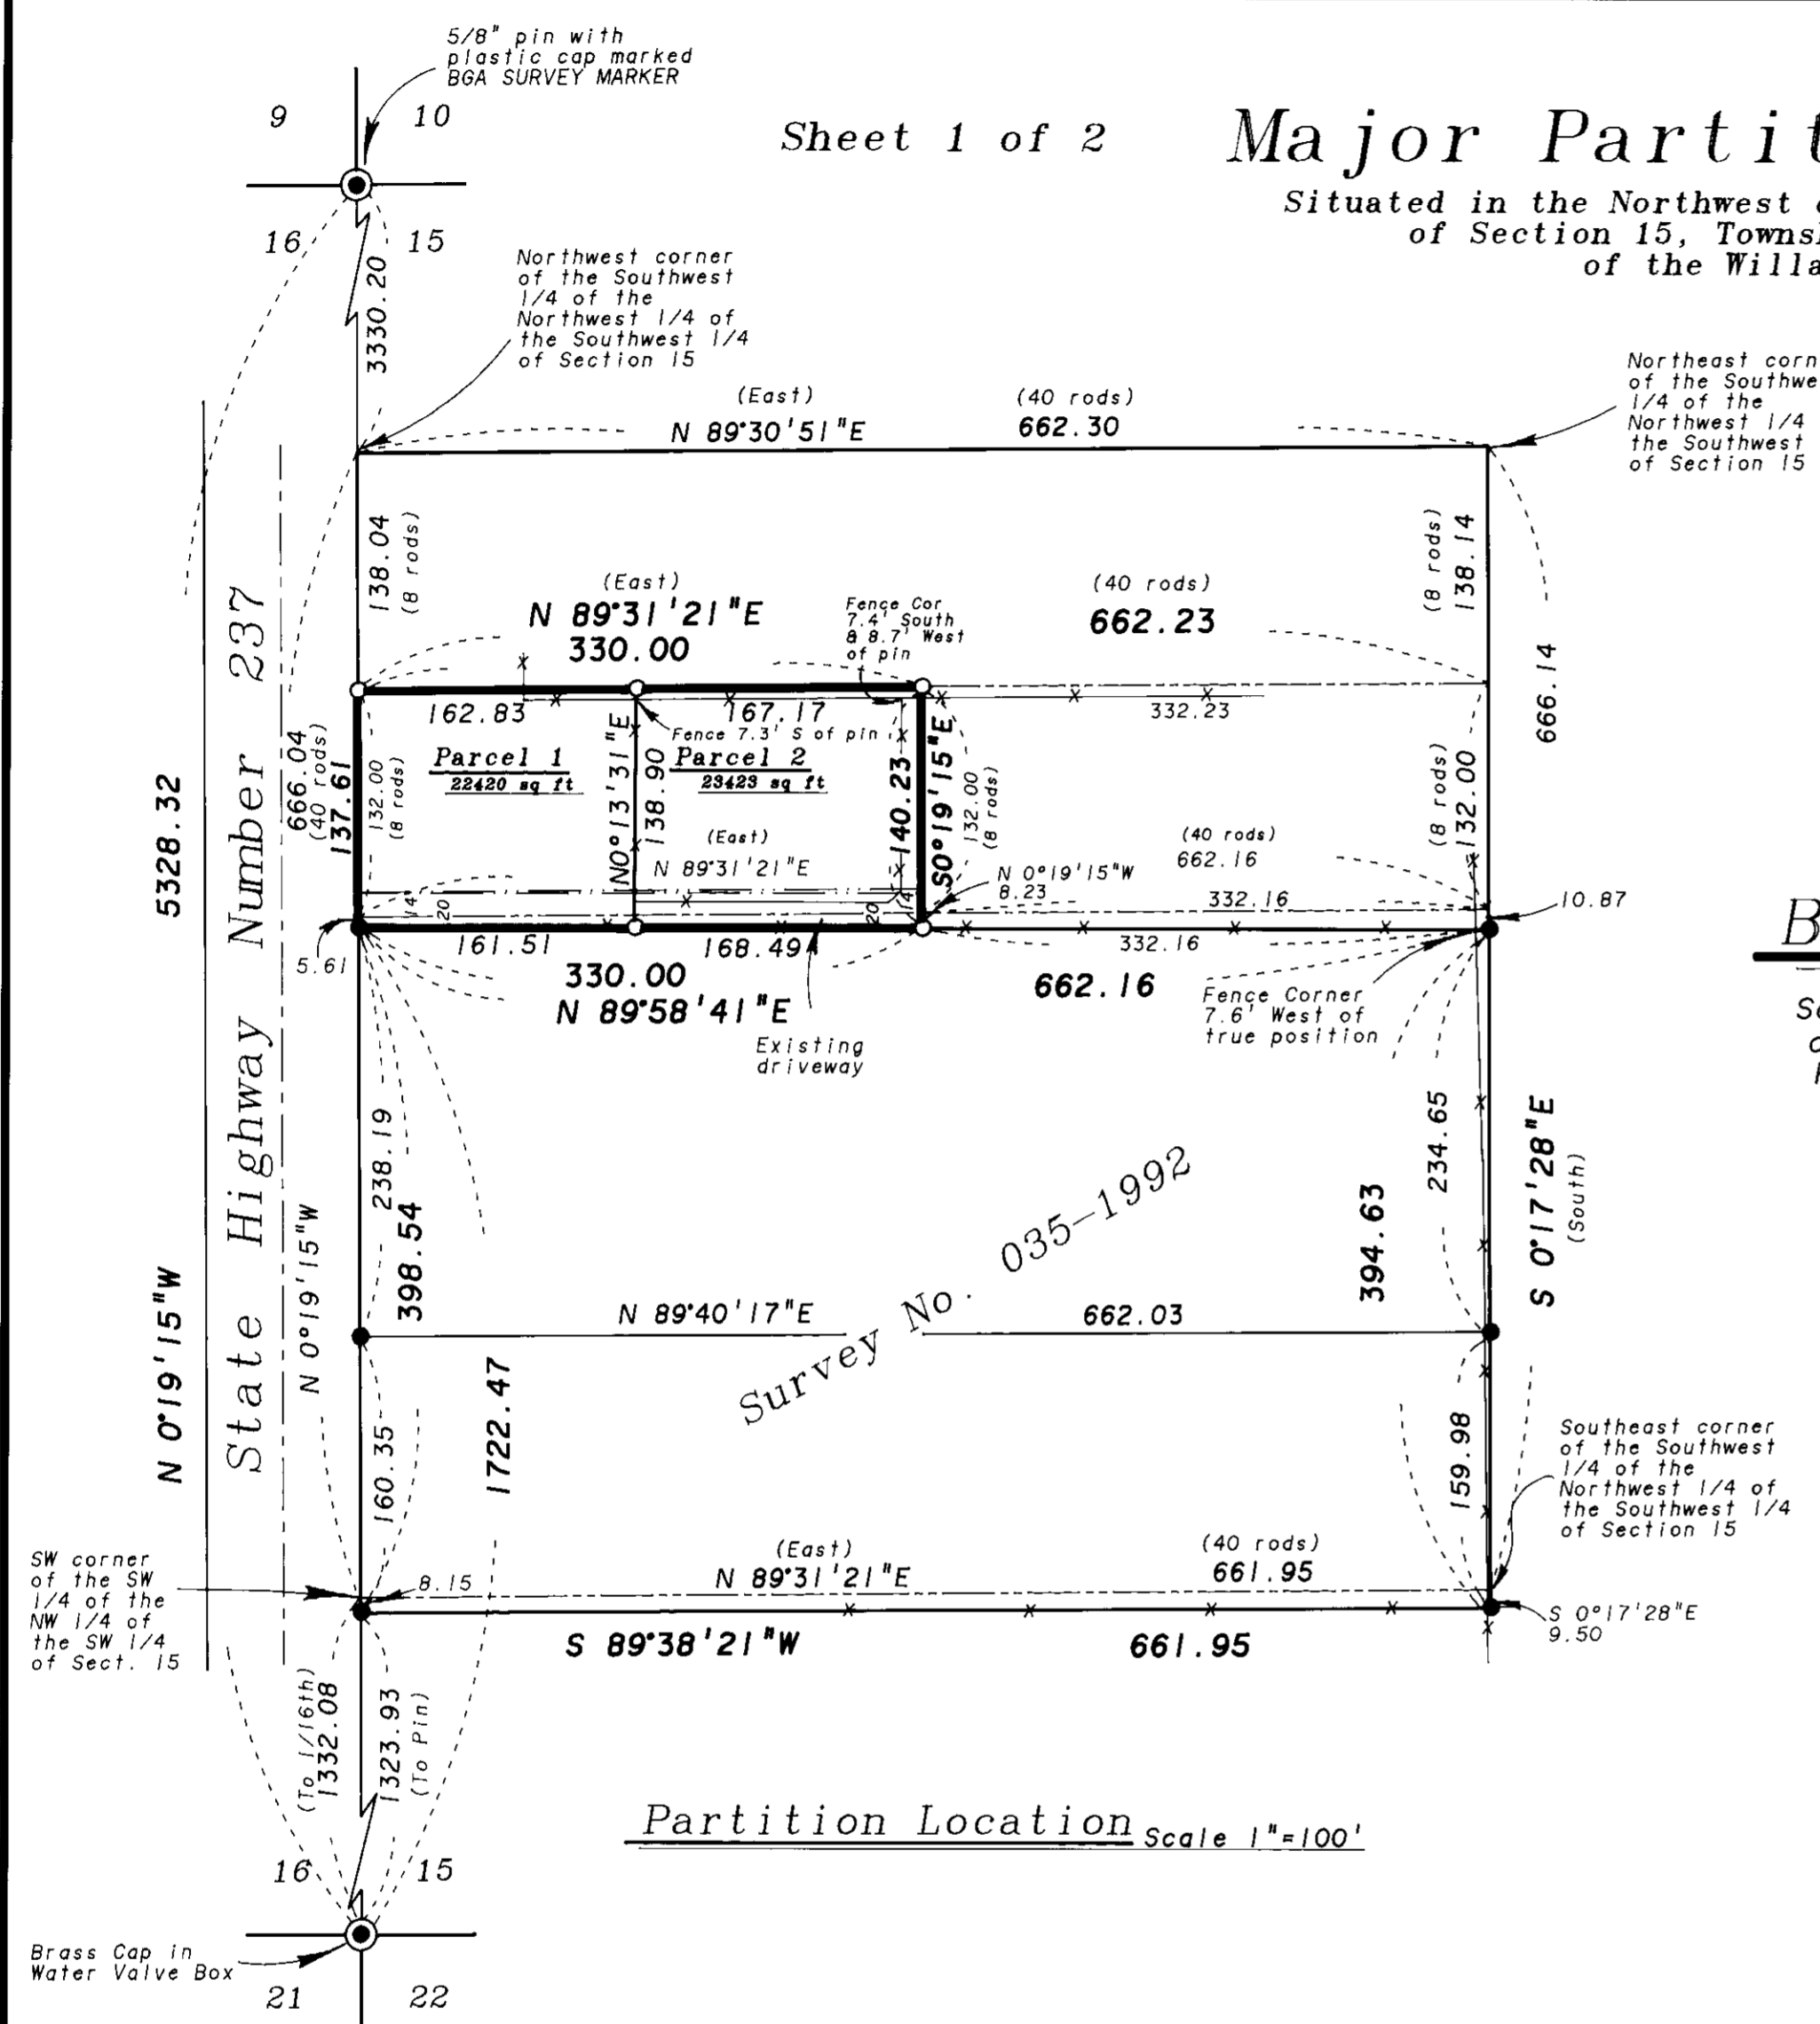 5/8" pin with
plastic cap marked
BGA SURVEY MARKER
9
10
16
15
Sheet 1 of 2
Major Partit
Situated in the Northwest
of Section 15, Towns
of the Willa
3330.20
Northwest corner
of the Southwest
1/4 of the
Northwest 1/4 of
the Southwest 1/4
of Section 15
Northeast corn
of the Southwe
1/4 of the
Northwest 1/4
the Southwest
of Section 15
(East)
(40 rods)
N 89°30'51"E
662.30
138.04
(8 rods)
(8 rods)
138.14
(East)
N 89°31'21"E
330.00
Fence Cor
7.4' South
& 8.7' West
of pin
(40 rods)
662.23
666.14
162.83
167.17
332.23
Fence 7.3' S of pin
Parcel 1
22420 sq ft
Parcel 2
23423 sq ft
666.04
(40 rods)
137.61
132.00
(8 rods)
N0°13'31"E
138.90
140.23
S0°19'15"E
132.00
(8 rods)
(8 rods)
132.00
(East)
N 89°31'21"E
(40 rods)
662.16
N 0°19'15"W
8.23
332.16
10.87
14
20
20
14
5.61
161.51
168.49
332.16
330.00
N 89°58'41"E
662.16
Fence Corner
7.6' West of
true position
Existing
driveway
5328.32
N 0°19'15"W
State Highway Number 237
N 0°19'15"W
238.19
398.54
234.65
394.63
S 0°17'28"E
(South)
Survey No. 035-1992
N 89°40'17"E
662.03
160.35
1722.47
159.98
Southeast corner
of the Southwest
1/4 of the
Northwest 1/4 of
the Southwest 1/4
of Section 15
SW corner
of the SW
1/4 of the
NW 1/4 of
the SW 1/4
of Sect. 15
8.15
(East)
N 89°31'21"E
(40 rods)
661.95
S 89°38'21"W
661.95
S 0°17'28"E
9.50
(To 1/16th)
1332.08
1323.93
(To Pin)
Partition Location Scale 1"=100'
16
15
Brass Cap in
Water Valve Box
21
22
B